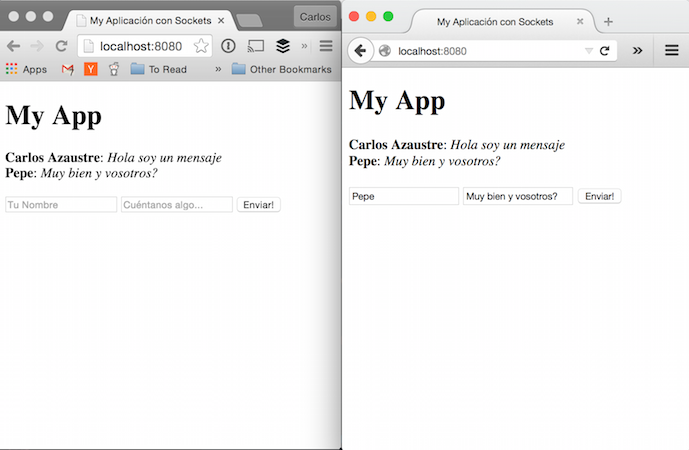 My Aplicación con Sockets
Carlos
localhost:8080
Apps
To Read
»
Other Bookmarks
My App
Carlos Azaustre: Hola soy un mensaje
Pepe: Muy bien y vosotros?
Tu Nombre
Cuéntanos algo...
Enviar!
My Aplicación con Sockets
localhost:8080
My App
Carlos Azaustre: Hola soy un mensaje
Pepe: Muy bien y vosotros?
Pepe
Muy bien y vosotros?
Enviar!